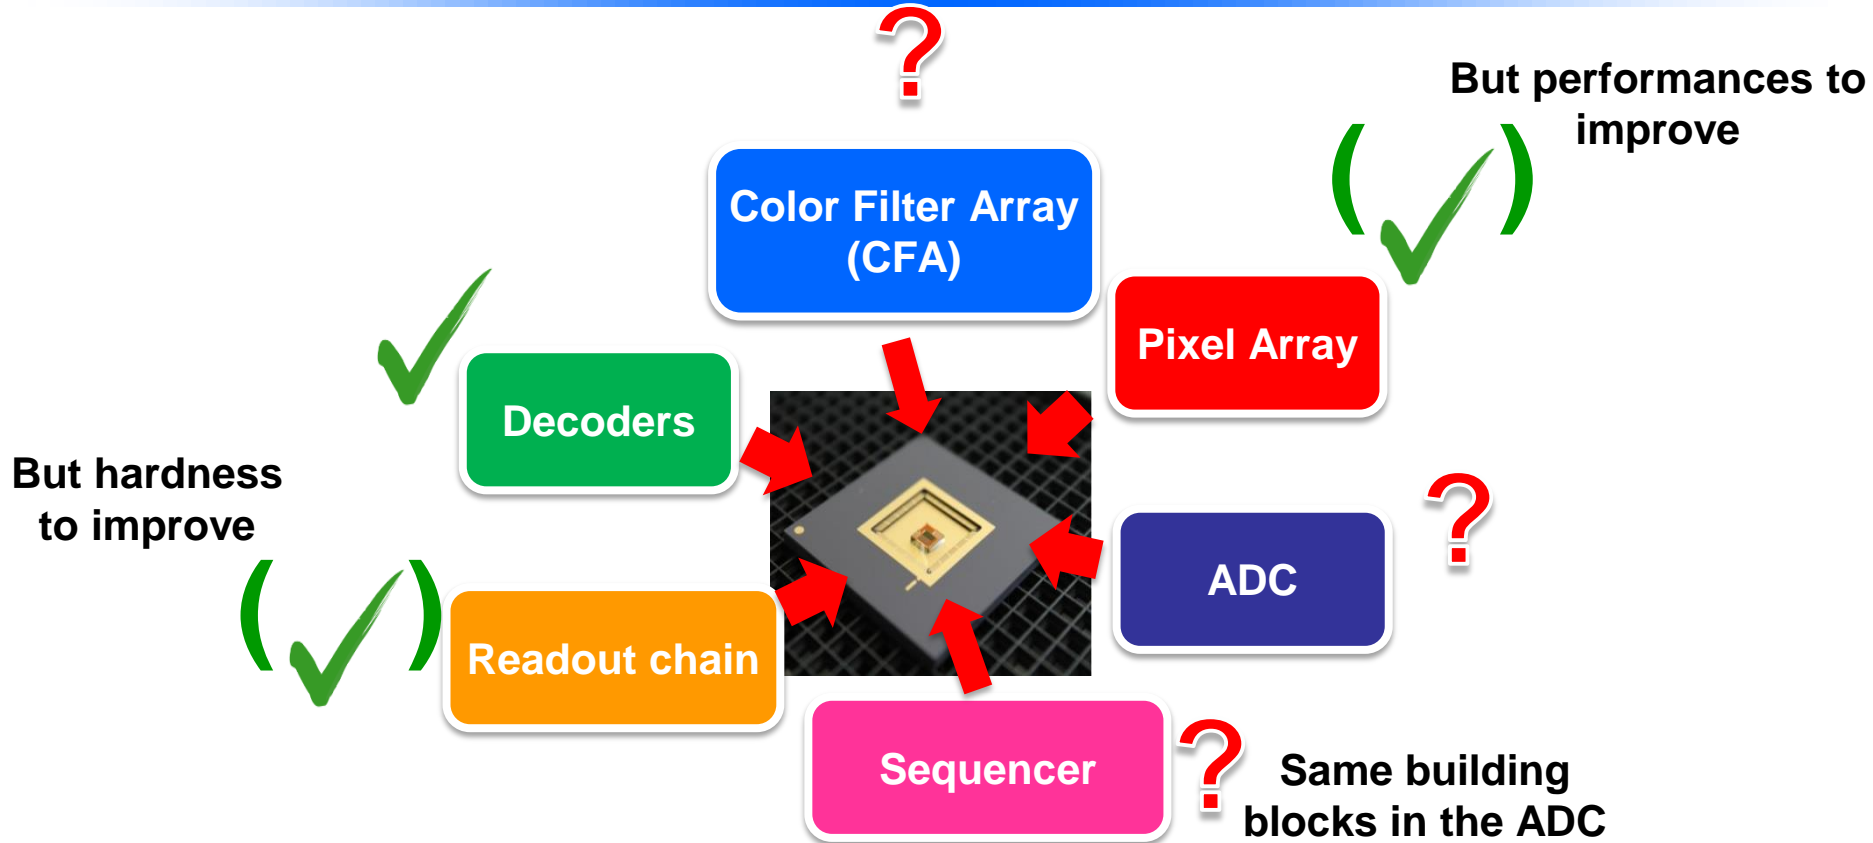 ?
But performances to
improve
( )
Color Filter Array
(CFA)
Pixel Array
Decoders
But hardness
to improve
( )
?
ADC
Readout chain
Sequencer
?
Same building
blocks in the ADC